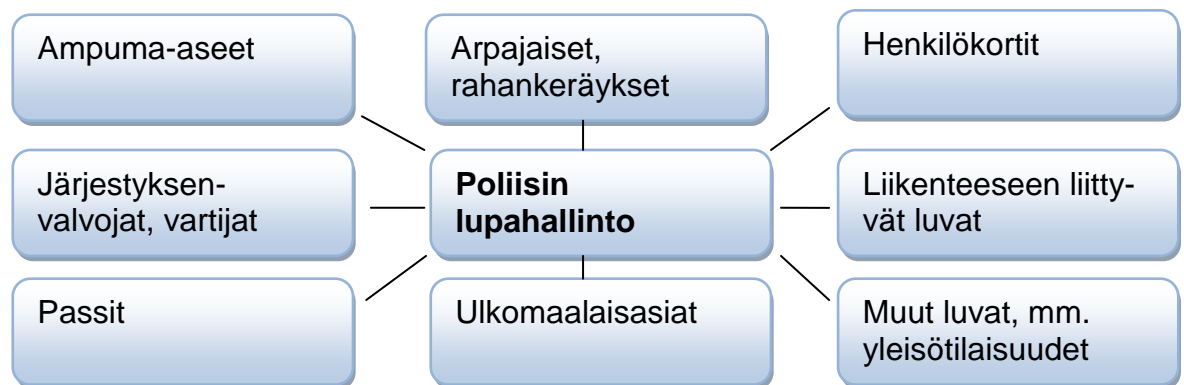 Ampuma-aseet
Arpajaiset,
rahankeräykset
Henkilökortit
Järjestyksen-
valvojat, vartijat
Poliisin
lupahallinto
Liikenteeseen liitty-
vät luvat
Passit
Ulkomaalaisasiat
Muut luvat, mm.
yleisötilaisuudet